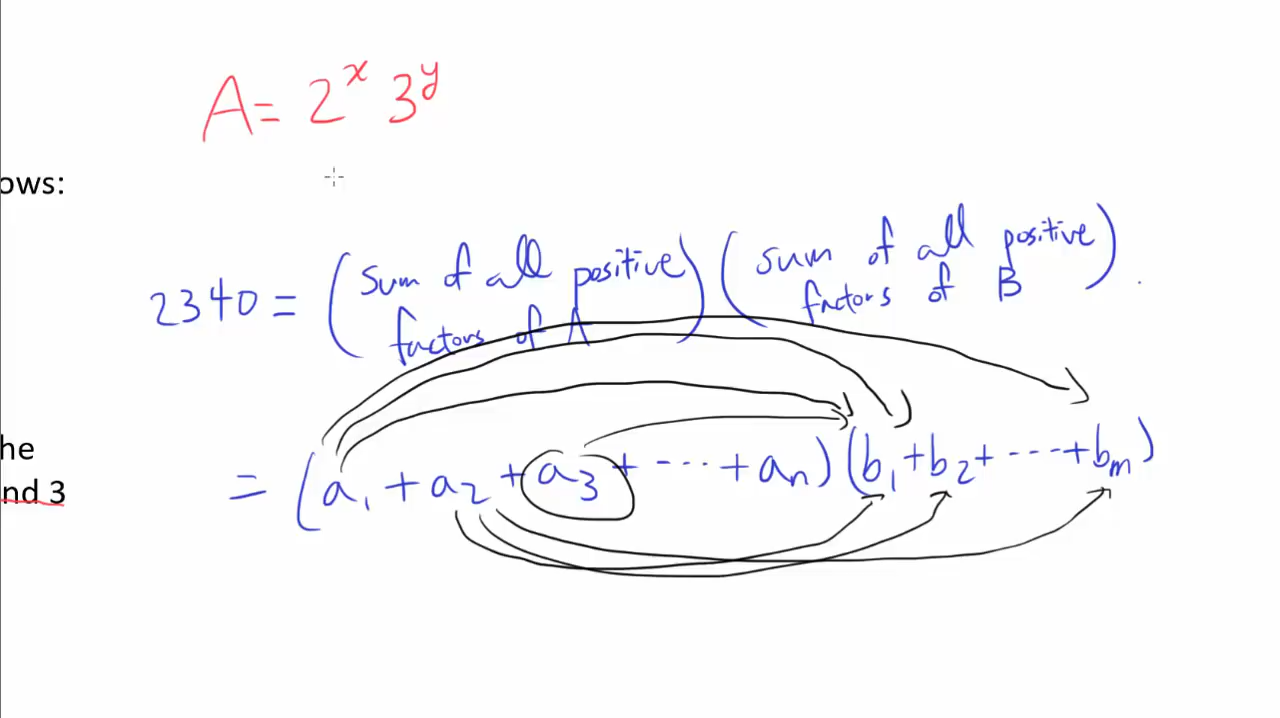 A = 2^x 3^y
ows:
2340 = (sum of all positive factors of A) (sum of all positive factors of B).
he
= (a₁ + a₂ + a₃ + ··· + aₙ)(b₁ + b₂ + ··· + bₘ)
nd 3